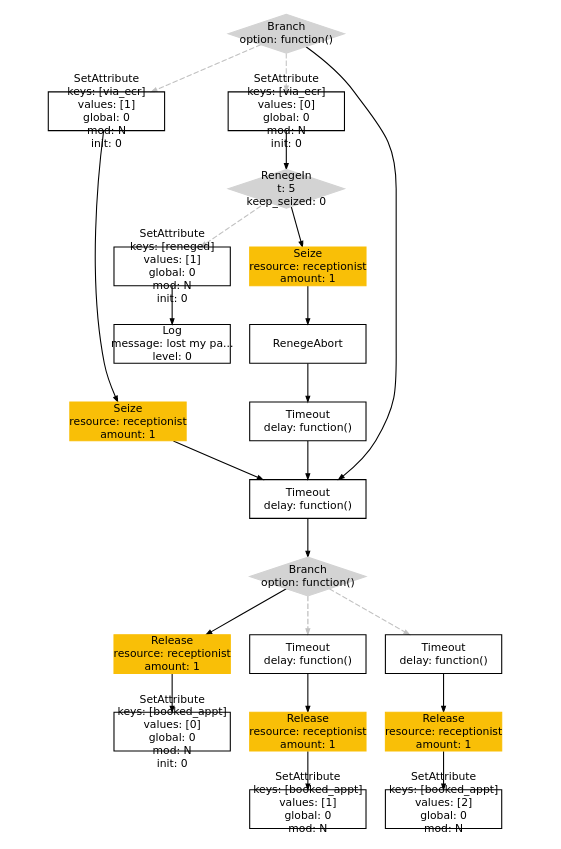 Branch
option: function()
SetAttribute
keys: [via_ecr]
values: [1]
global: 0
mod: N
init: 0
SetAttribute
keys: [via_ecr]
values: [0]
global: 0
mod: N
init: 0
RenegeIn
t: 5
keep_seized: 0
SetAttribute
keys: [reneged]
values: [1]
global: 0
mod: N
init: 0
Seize
resource: receptionist
amount: 1
Log
message: lost my pa...
level: 0
RenegeAbort
Seize
resource: receptionist
amount: 1
Timeout
delay: function()
Timeout
delay: function()
Branch
option: function()
Release
resource: receptionist
amount: 1
Timeout
delay: function()
Timeout
delay: function()
SetAttribute
keys: [booked_appt]
values: [0]
global: 0
mod: N
init: 0
Release
resource: receptionist
amount: 1
Release
resource: receptionist
amount: 1
SetAttribute
keys: [booked_appt]
values: [1]
global: 0
mod: N
SetAttribute
keys: [booked_appt]
values: [2]
global: 0
mod: N